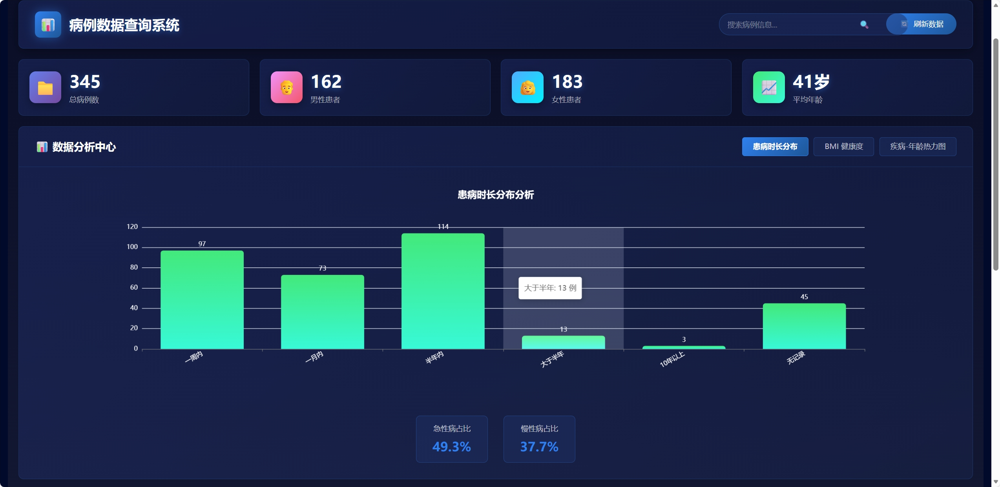 病例数据查询系统
搜索病例信息...
刷新数据
345
总病例数
162
男性患者
183
女性患者
41岁
平均年龄
数据分析中心
患病时长分布
BMI 健康度
疾病-年龄热力图
患病时长分布分析
120
100
80
60
40
20
0
97
73
114
13
3
45
大于半年: 13 例
一周内
一月内
半年内
大于半年
10年以上
无记录
急性病占比
49.3%
慢性病占比
37.7%